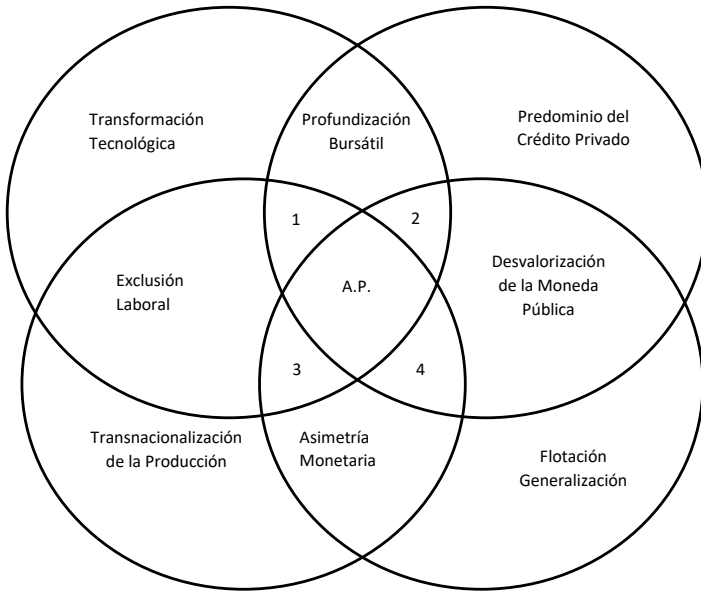 Transformación
Tecnológica
Profundización
Bursátil
Predominio del
Crédito Privado
1
2
Exclusión
Laboral
A.P.
Desvalorización
de la Moneda
Pública
3
4
Transnacionalización
de la Producción
Asimetría
Monetaria
Flotación
Generalización